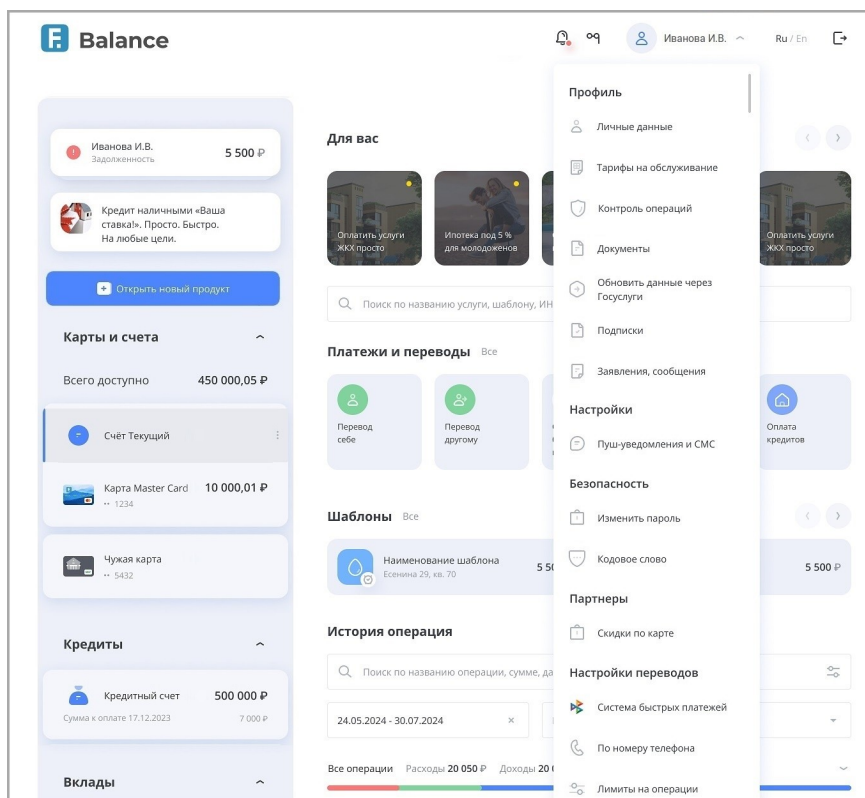 F. Balance
Иванова И.В.
Ru / En
Иванова И.В.
Задолженность
5 500 ₽
Кредит наличными «Ваша
ставка!». Просто. Быстро.
На любые цели.
Открыть новый продукт
Карты и счета
Всего доступно 450 000,05 ₽
Счёт Текущий
Карта Master Card 10 000,01 ₽
•• 1234
Чужая карта
•• 5432
Кредиты
Кредитный счет 500 000 ₽
Сумма к оплате 17.12.2023 7 000 ₽
Вклады
Для вас
Оплатить услуги
ЖКХ просто
Ипотека под 5 %
для молодоженов
Оплатить услуги
ЖКХ просто
Поиск по названию услуги, шаблону, ИН
Платежи и переводы Все
Перевод
себе
Перевод
другому
Оплата
кредитов
Шаблоны Все
Наименование шаблона
Есенина 29, кв. 70
5 50
5 500 ₽
История операция
Поиск по названию операции, сумме, да
24.05.2024 - 30.07.2024
Все операции Расходы 20 050 ₽ Доходы 20 0
Профиль
Личные данные
Тарифы на обслуживание
Контроль операций
Документы
Обновить данные через
Госуслуги
Подписки
Заявления, сообщения
Настройки
Пуш-уведомления и СМС
Безопасность
Изменить пароль
Кодовое слово
Партнеры
Скидки по карте
Настройки переводов
Система быстрых платежей
По номеру телефона
Лимиты на операции